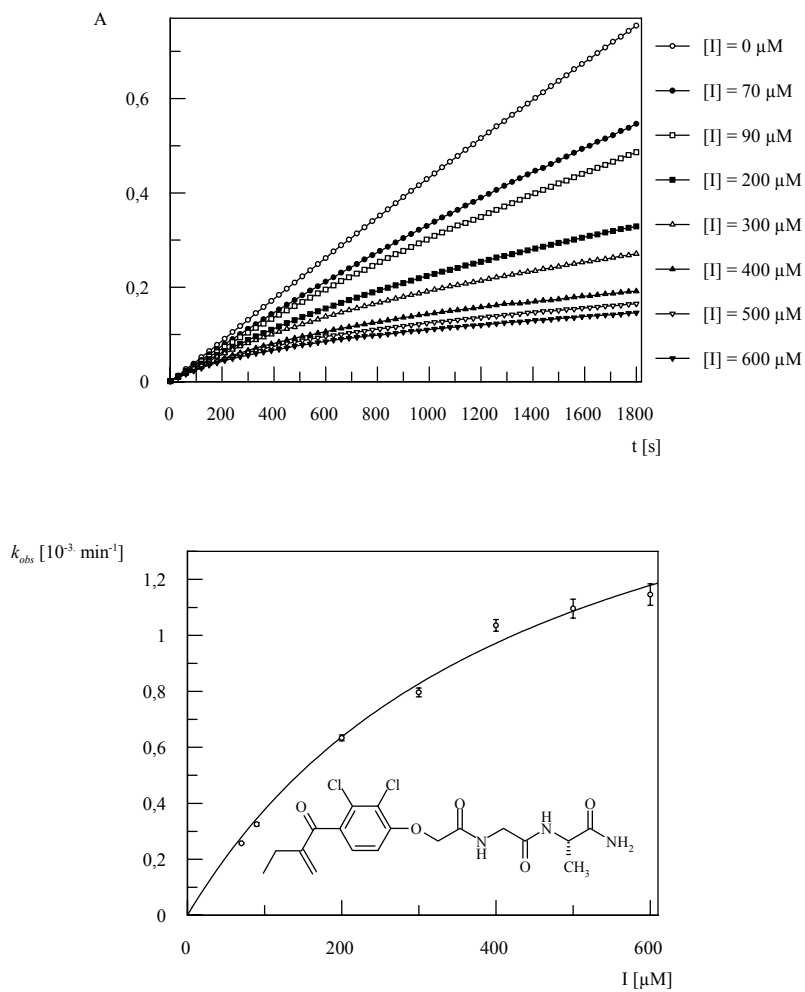 A
[I] = 0 µM
[I] = 70 µM
[I] = 90 µM
[I] = 200 µM
[I] = 300 µM
[I] = 400 µM
[I] = 500 µM
[I] = 600 µM
0,6
0,4
0,2
0
0 200 400 600 800 1000 1200 1400 1600 1800
t [s]
k_obs [10⁻³· min⁻¹]
1,2
1
0,8
0,6
0,4
0,2
0
Cl Cl
O O H O
N
O N NH₂
H O CH₃
0 200 400 600
I [µM]